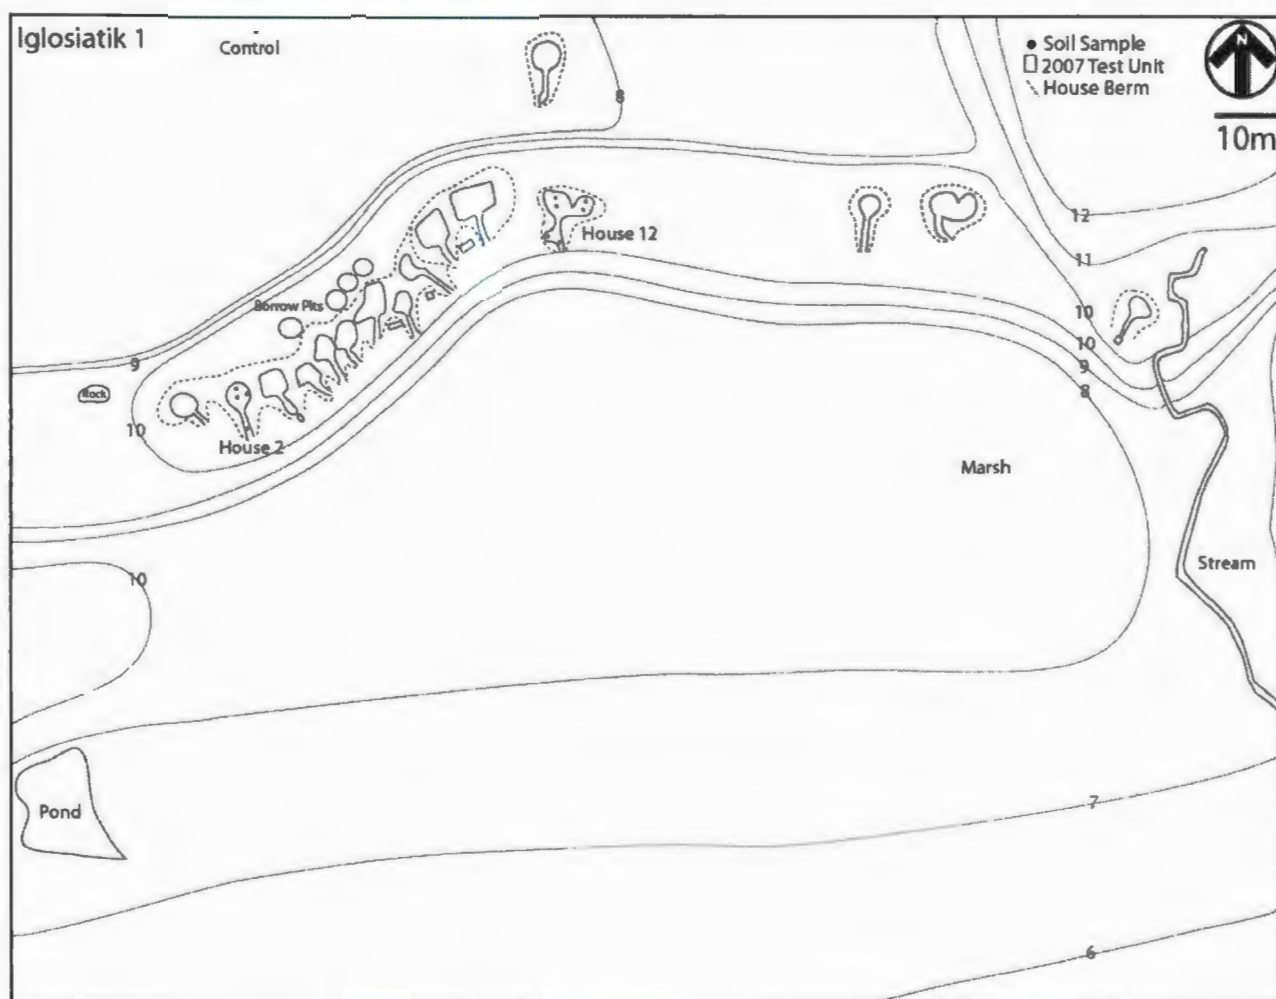 Iglosiatik 1
Control
Soil Sample
2007 Test Unit
House Berm
N
10m
8
12
11
House 12
Borrow Pits
10
10
9
8
9
Rock
10
House 2
Marsh
10
Stream
Pond
7
6